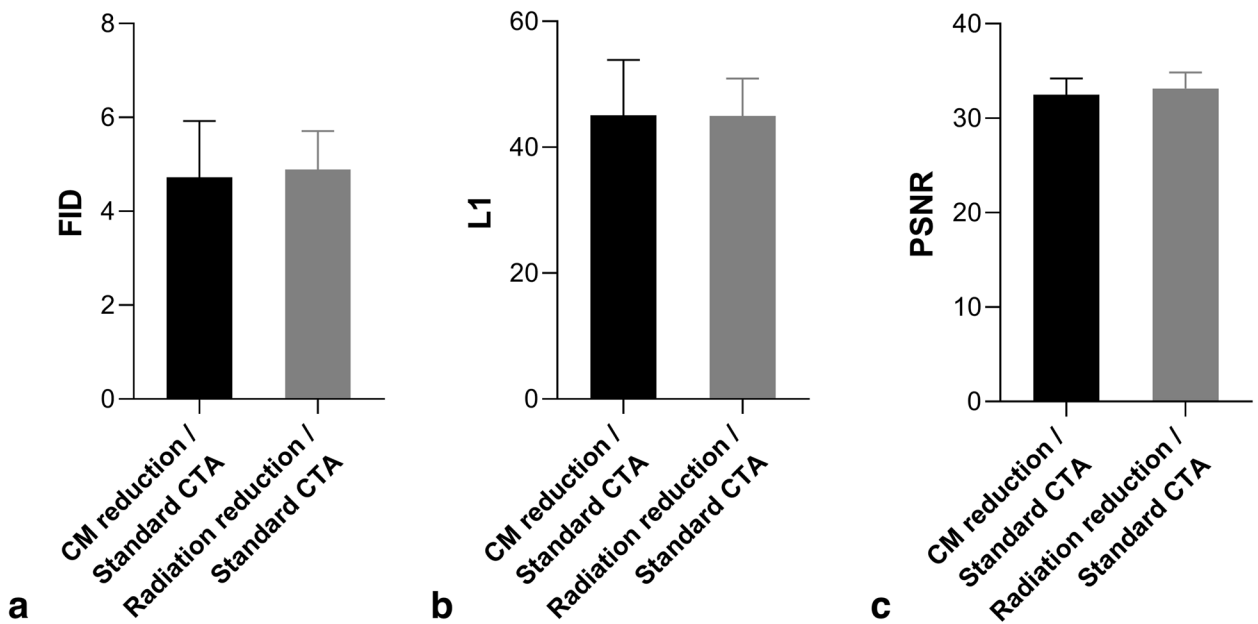 8
6
4
2
0
FID
CM reduction /
Standard CTA
Radiation reduction /
Standard CTA
a
60
40
20
0
L1
CM reduction /
Standard CTA
Radiation reduction /
Standard CTA
b
40
30
20
10
0
PSNR
CM reduction /
Standard CTA
Radiation reduction /
Standard CTA
c